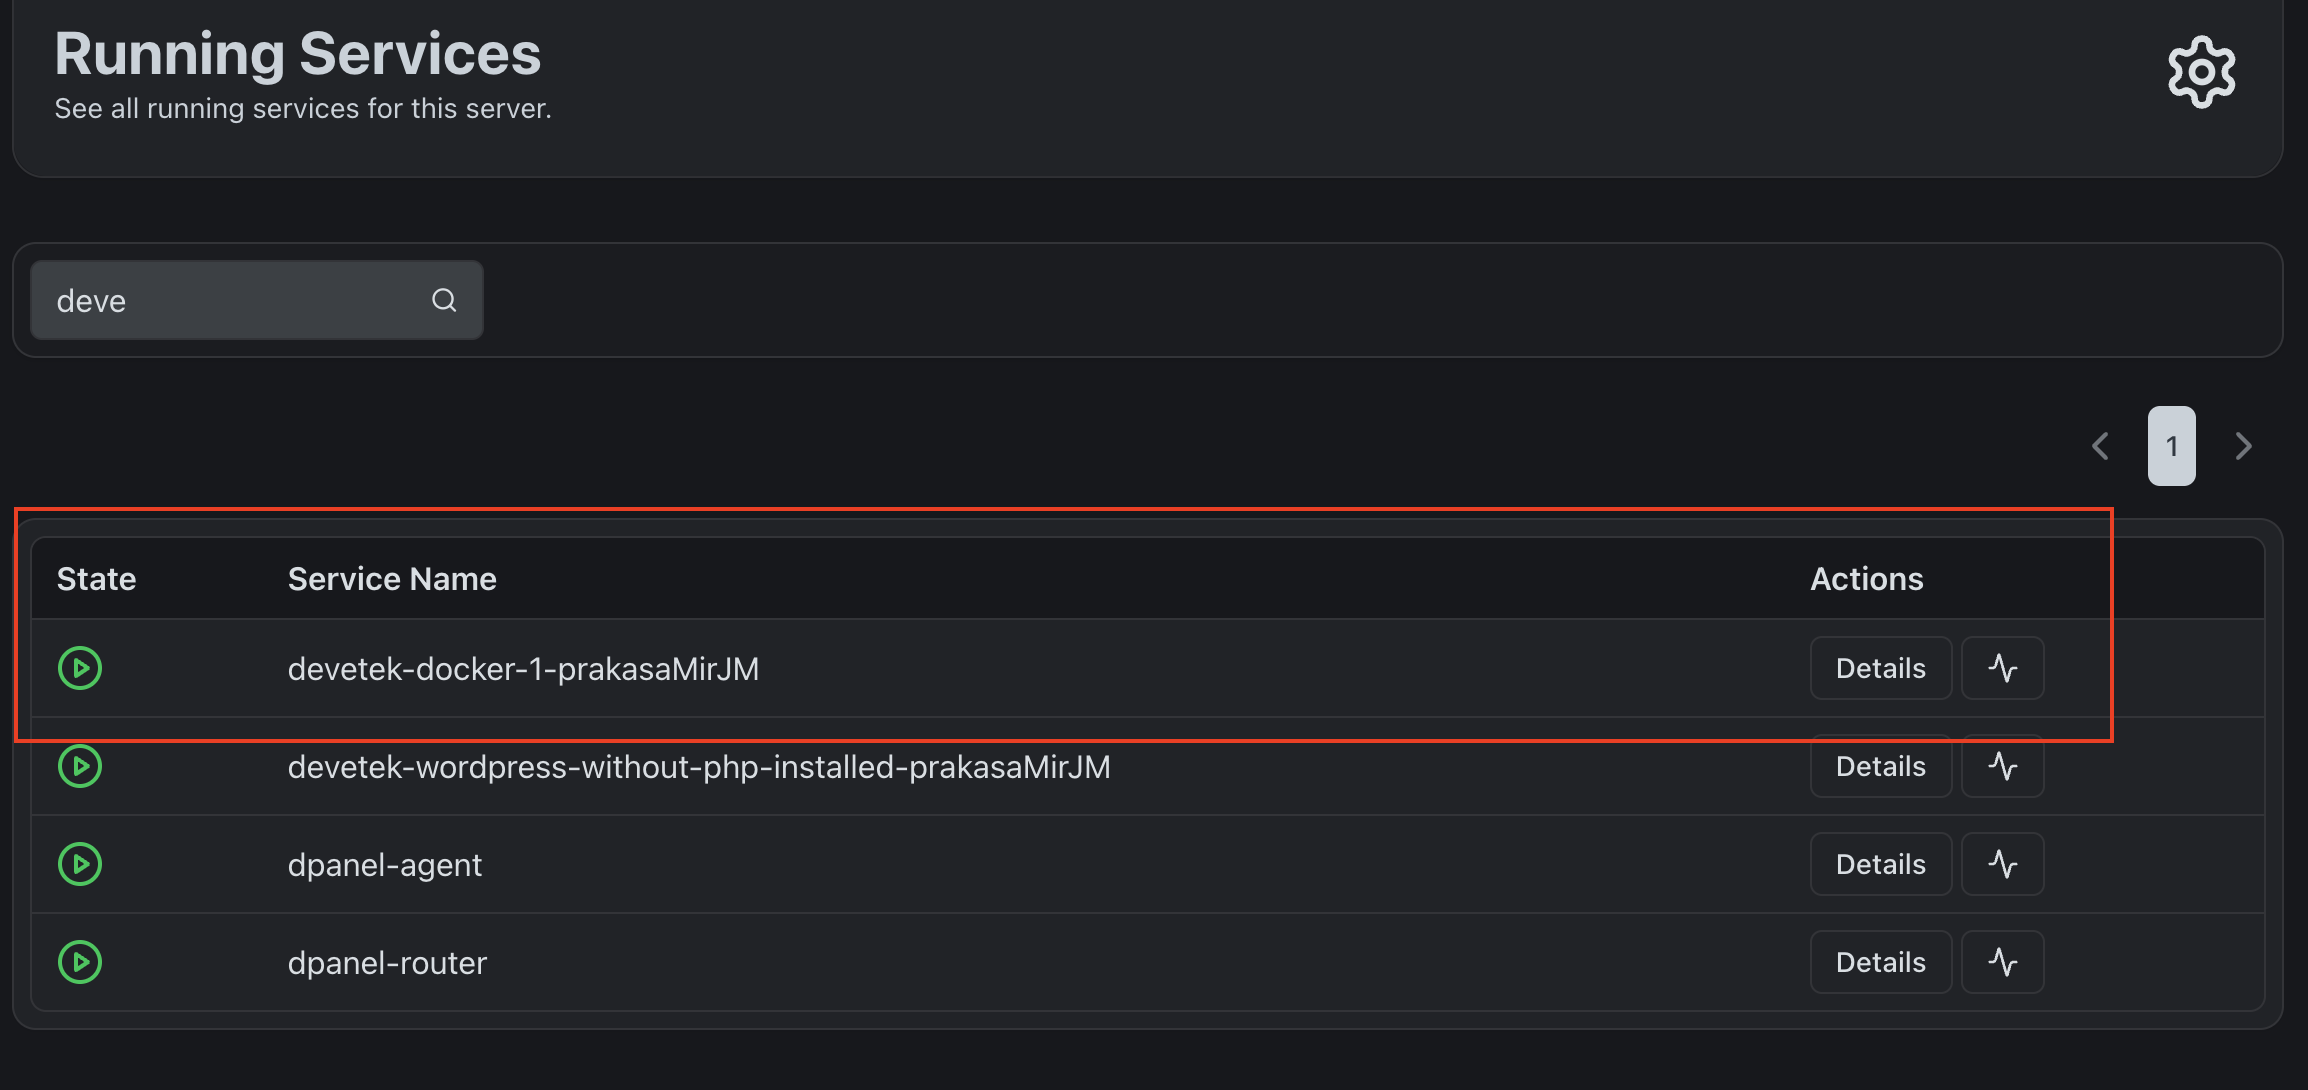 Running Services
See all running services for this server.
deve
1
State Service Name Actions
devetek-docker-1-prakasaMirJM Details
devetek-wordpress-without-php-installed-prakasaMirJM Details
dpanel-agent Details
dpanel-router Details